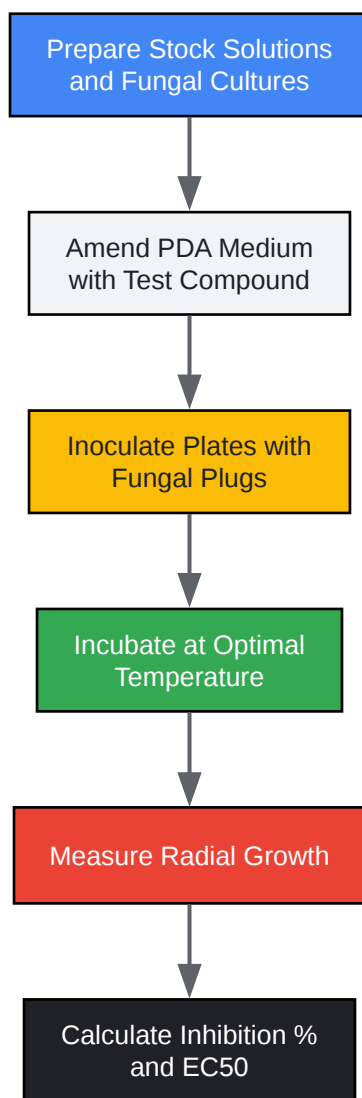 Prepare Stock Solutions
and Fungal Cultures
Amend PDA Medium
with Test Compound
Inoculate Plates with
Fungal Plugs
Incubate at Optimal
Temperature
Measure Radial Growth
Calculate Inhibition %
and EC50